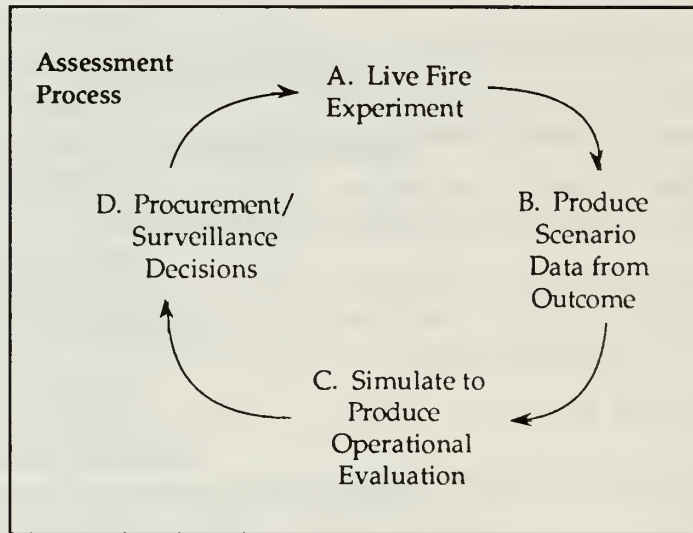 Assessment
Process
A. Live Fire
Experiment
B. Produce
Scenario
Data from
Outcome
C. Simulate to
Produce
Operational
Evaluation
D. Procurement/
Surveillance
Decisions